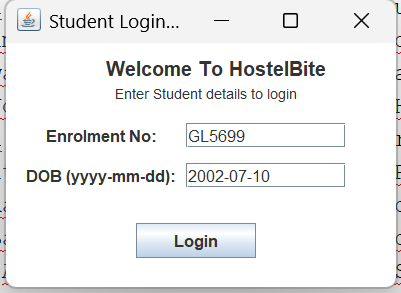 Student Login...
Welcome To HostelBite
Enter Student details to login
Enrolment No: GL5699
DOB (yyyy-mm-dd): 2002-07-10
Login